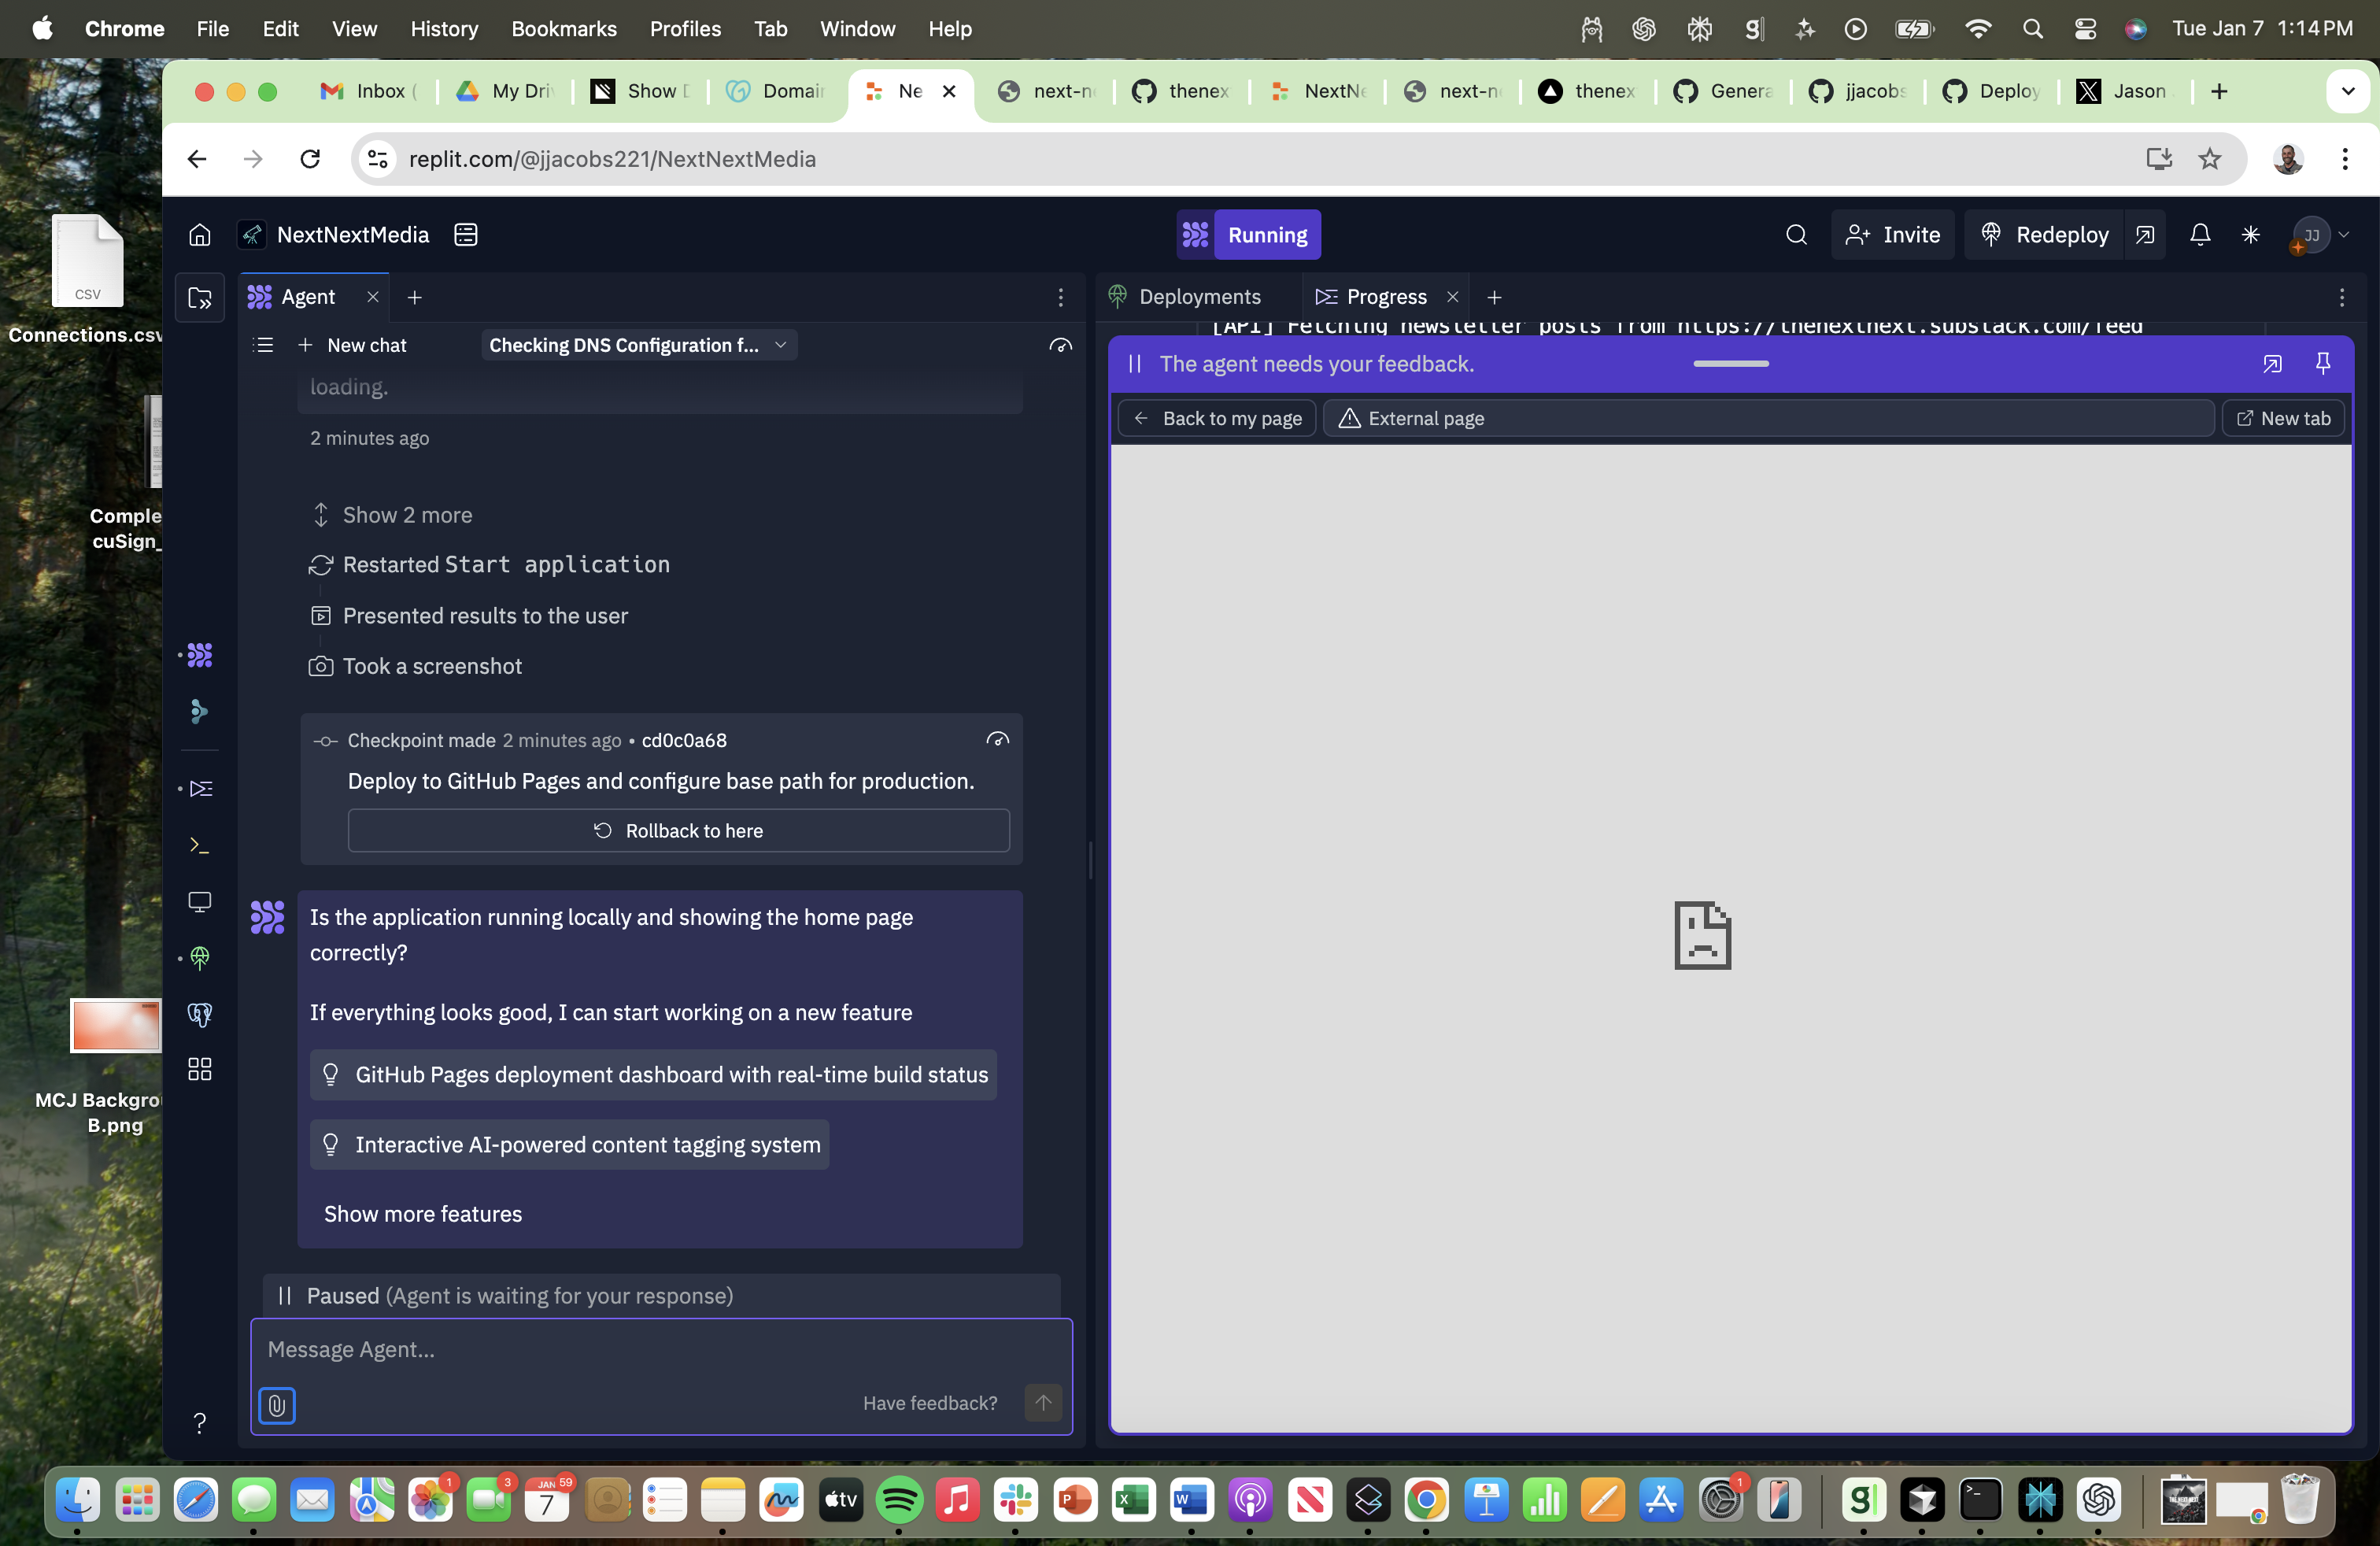 Chrome File Edit View History Bookmarks Profiles Tab Window Help Tue Jan 7 1:14 PM
Inbox ( My Dri Show D Domain Ne next-n thenex NextNe next-n thenex Genera jjacobs Deploy Jason
replit.com/@jjacobs221/NextNextMedia
NextNextMedia Running Invite Redeploy JJ
CSV
Connections.csv
Agent Deployments Progress
[API] Fetching newsletter posts from https://thenextnext.substack.com/feed
New chat Checking DNS Configuration f...
The agent needs your feedback.
loading.
Back to my page External page New tab
2 minutes ago
Comple
cuSign_
Show 2 more
Restarted Start application
Presented results to the user
Took a screenshot
Checkpoint made 2 minutes ago • cd0c0a68
Deploy to GitHub Pages and configure base path for production.
Rollback to here
Is the application running locally and showing the home page
correctly?
If everything looks good, I can start working on a new feature
GitHub Pages deployment dashboard with real-time build status
MCJ Backgro
B.png
Interactive AI-powered content tagging system
Show more features
Paused (Agent is waiting for your response)
Message Agent...
Have feedback?
?
1 3 JAN 59 1
7 tv P X W g